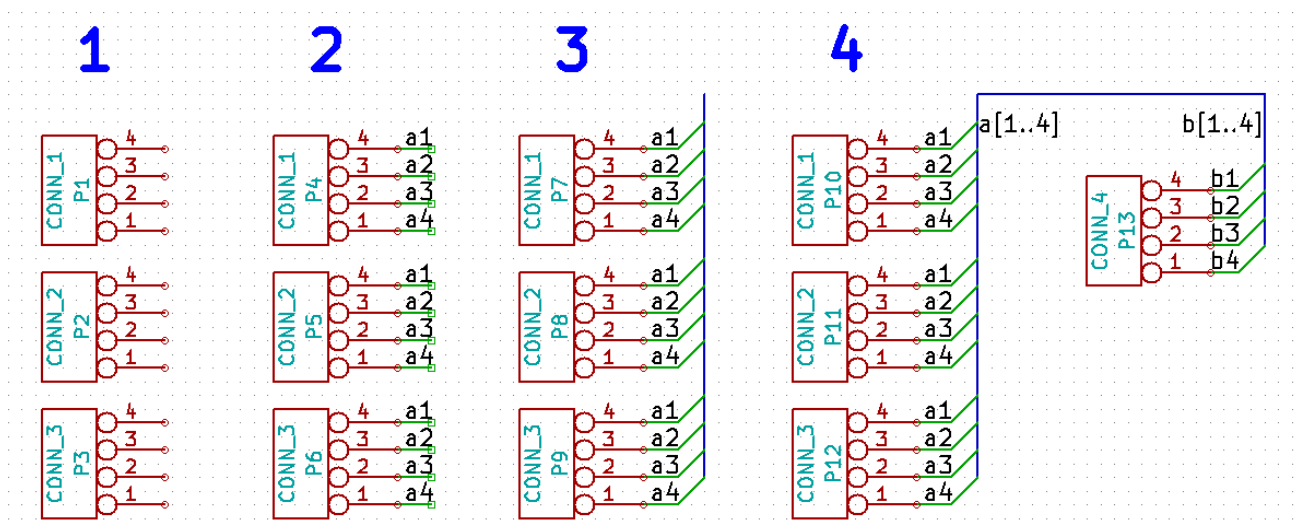 1 2 3 4
a[1..4] b[1..4]
CONN_1
P1
4
3
2
1
CONN_1
P4
4 a1
3 a2
2 a3
1 a4
CONN_1
P7
4 a1
3 a2
2 a3
1 a4
CONN_1
P10
4 a1
3 a2
2 a3
1 a4
CONN_4
P13
4 b1
3 b2
2 b3
1 b4
CONN_2
P2
4
3
2
1
CONN_2
P5
4 a1
3 a2
2 a3
1 a4
CONN_2
P8
4 a1
3 a2
2 a3
1 a4
CONN_2
P11
4 a1
3 a2
2 a3
1 a4
CONN_3
P3
4
3
2
1
CONN_3
P6
4 a1
3 a2
2 a3
1 a4
CONN_3
P9
4 a1
3 a2
2 a3
1 a4
CONN_3
P12
4 a1
3 a2
2 a3
1 a4